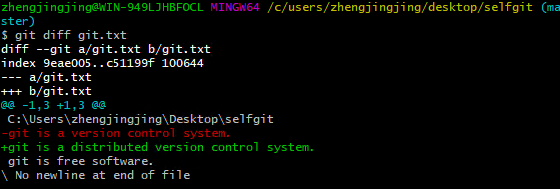 zhengjingjing@WIN-949LJHBFOCL MINGW64 /c/users/zhengjingjing/desktop/selfgit (ma
ster)
$ git diff git.txt
diff --git a/git.txt b/git.txt
index 9eae005..c51199f 100644
--- a/git.txt
+++ b/git.txt
@@ -1,3 +1,3 @@
 C:\Users\zhengjingjing\Desktop\selfgit
-git is a version control system.
+git is a distributed version control system.
 git is free software.
\ No newline at end of file